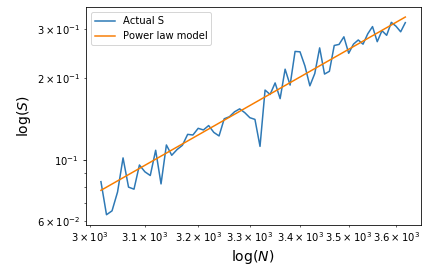 Actual S
Power law model
3 × 10⁻¹
2 × 10⁻¹
10⁻¹
6 × 10⁻²
log(S)
3 × 10³ 3.1 × 10³ 3.2 × 10³ 3.3 × 10³ 3.4 × 10³ 3.5 × 10³ 3.6 × 10³
log(N)